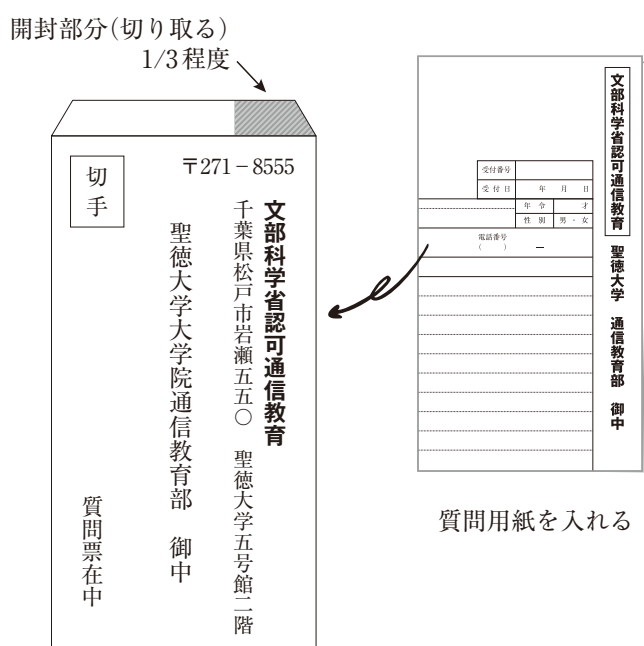 開封部分(切り取る)
1/3程度
切手
〒271－8555
文部科学省認可通信教育
千葉県松戸市岩瀬五五〇　聖徳大学五号館二階
聖徳大学大学院通信教育部　御中
質問票在中
文部科学省認可通信教育　聖徳大学　通信教育部　御中
受付番号
受付日　年　月　日
年令　才
性別　男・女
電話番号
(　　)　―
質問用紙を入れる